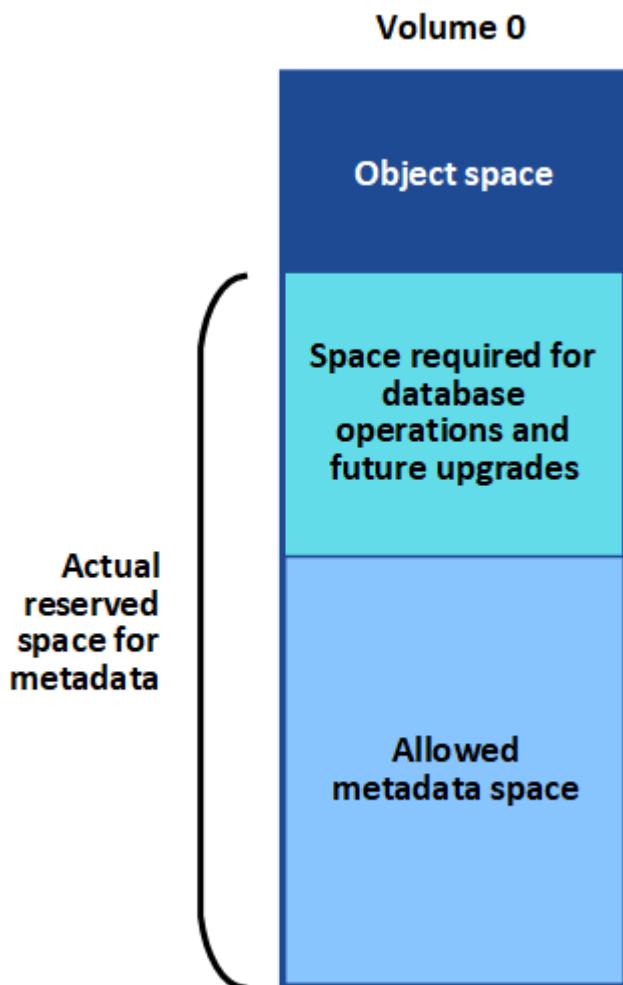 Volume 0
Object space
Space required for
database
operations and
future upgrades
Actual
reserved
space for
metadata
Allowed
metadata space